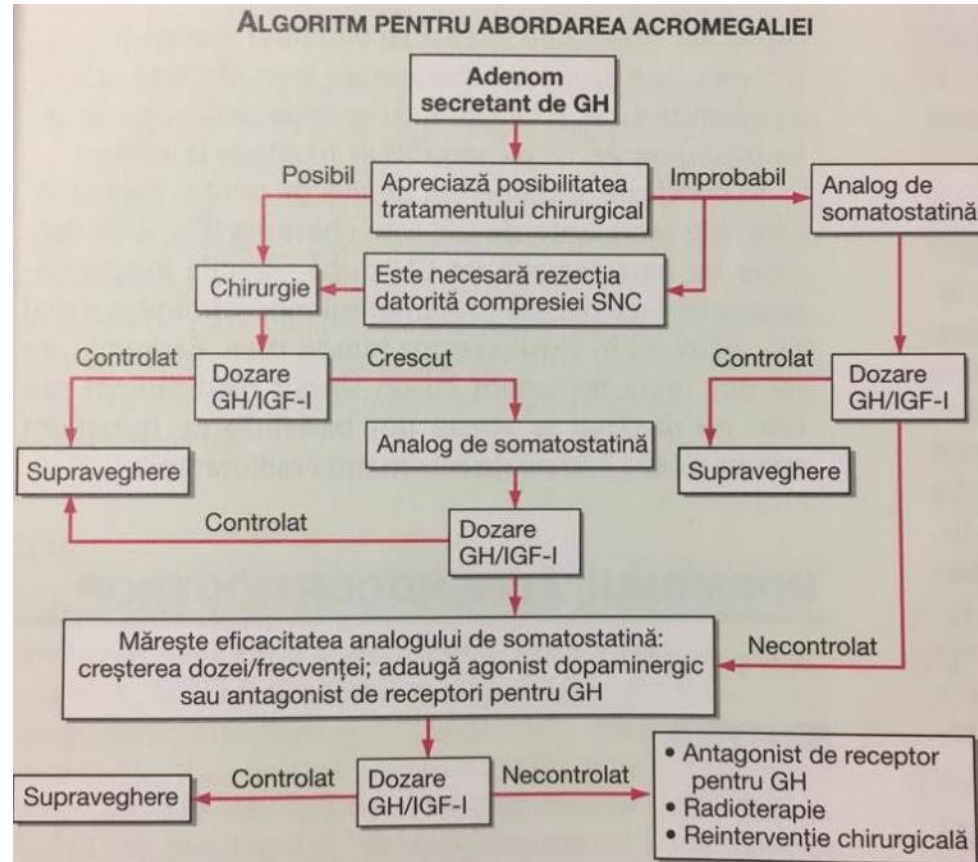 ALGORITM PENTRU ABORDAREA ACROMEGALIEI
Adenom
secretant de GH
Posibil
Apreciază posibilitatea
tratamentului chirurgical
Improbabil
Analog de
somatostatină
Chirurgie
Este necesară rezecția
datorită compresiei SNC
Controlat
Dozare
GH/IGF-I
Crescut
Controlat
Dozare
GH/IGF-I
Supraveghere
Analog de somatostatină
Supraveghere
Controlat
Dozare
GH/IGF-I
Mărește eficacitatea analogului de somatostatină:
creșterea dozei/frecvenței; adaugă agonist dopaminergic
sau antagonist de receptori pentru GH
Necontrolat
Supraveghere
Controlat
Dozare
GH/IGF-I
Necontrolat
• Antagonist de receptor
pentru GH
• Radioterapie
• Reintervenție chirurgicală